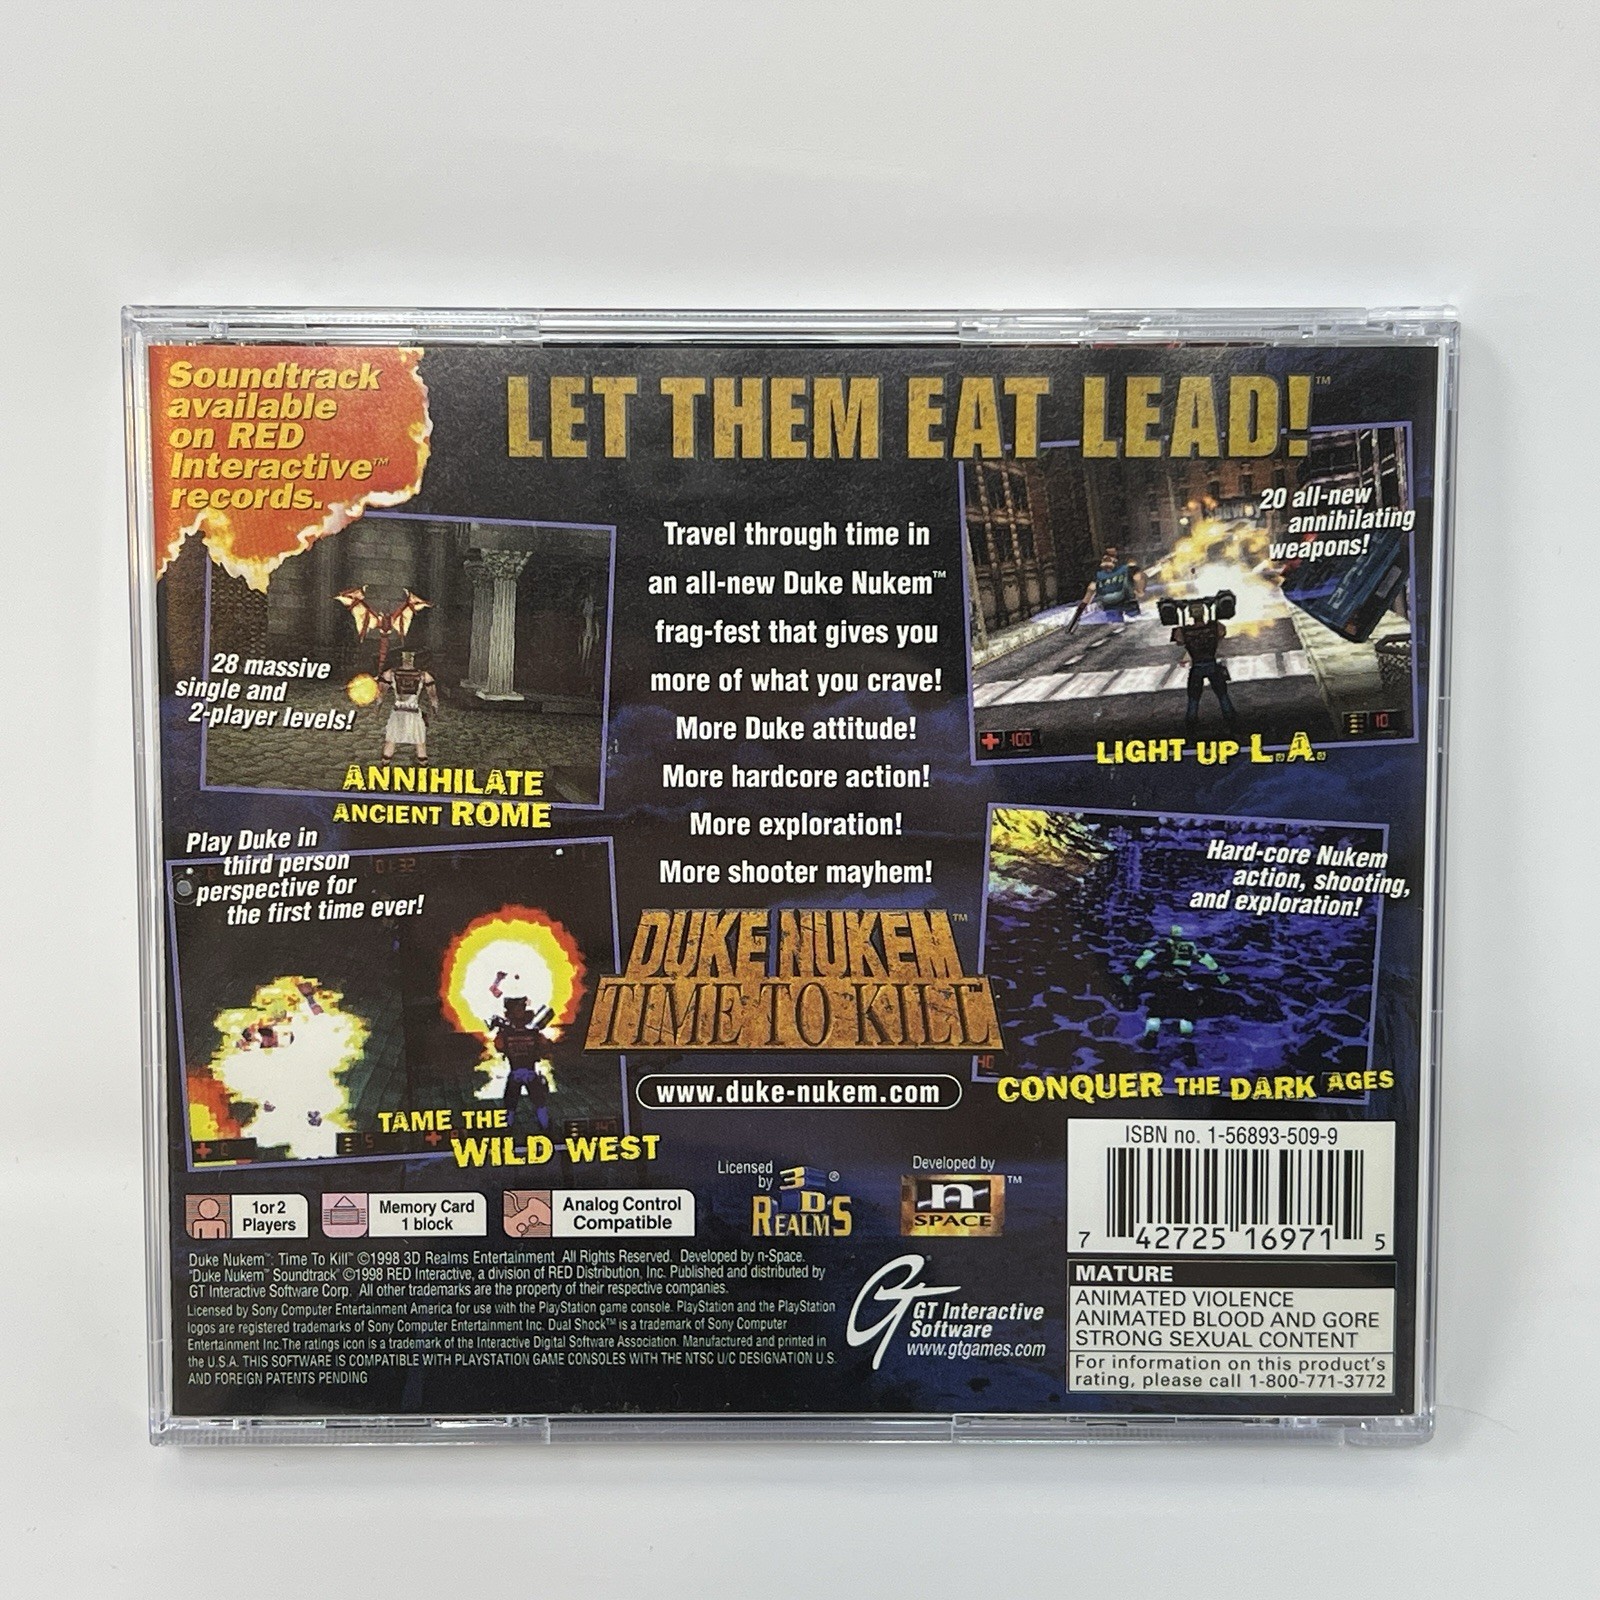 Soundtrack
available
on RED
Interactive™
records.
LET THEM EAT LEAD!™
Travel through time in
an all-new Duke Nukem™
frag-fest that gives you
more of what you crave!
More Duke attitude!
More hardcore action!
More exploration!
More shooter mayhem!
20 all-new
annihilating
weapons!
LARD
100
10
LIGHT UP L.A.
28 massive
single and
2-player levels!
ANNIHILATE
ANCIENT ROME
Play Duke in
third person
perspective for
the first time ever!
01:32
5
TAME THE
WILD WEST
Hard-core Nukem
action, shooting,
and exploration!
CONQUER THE DARK AGES
DUKE NUKEM™
TIME TO KILL
www.duke-nukem.com
1 or 2
Players
Memory Card
1 block
Analog Control
Compatible
Licensed
by
3D
REALMS®
Developed by
n
SPACE™
ISBN no. 1-56893-509-9
7 42725 16971 5
MATURE
ANIMATED VIOLENCE
ANIMATED BLOOD AND GORE
STRONG SEXUAL CONTENT
For information on this product's
rating, please call 1-800-771-3772
Duke Nukem™: Time To Kill™ ©1998 3D Realms Entertainment. All Rights Reserved. Developed by n-Space.
"Duke Nukem™ Soundtrack" ©1998 RED Interactive, a division of RED Distribution, Inc. Published and distributed by
GT Interactive Software Corp. All other trademarks are the property of their respective companies.
Licensed by Sony Computer Entertainment America for use with the PlayStation game console. PlayStation and the PlayStation
logos are registered trademarks of Sony Computer Entertainment Inc. Dual Shock™ is a trademark of Sony Computer
Entertainment Inc. The ratings icon is a trademark of the Interactive Digital Software Association. Manufactured and printed in
the U.S.A. THIS SOFTWARE IS COMPATIBLE WITH PLAYSTATION GAME CONSOLES WITH THE NTSC U/C DESIGNATION U.S.
AND FOREIGN PATENTS PENDING
GT
GT Interactive
Software
www.gtgames.com